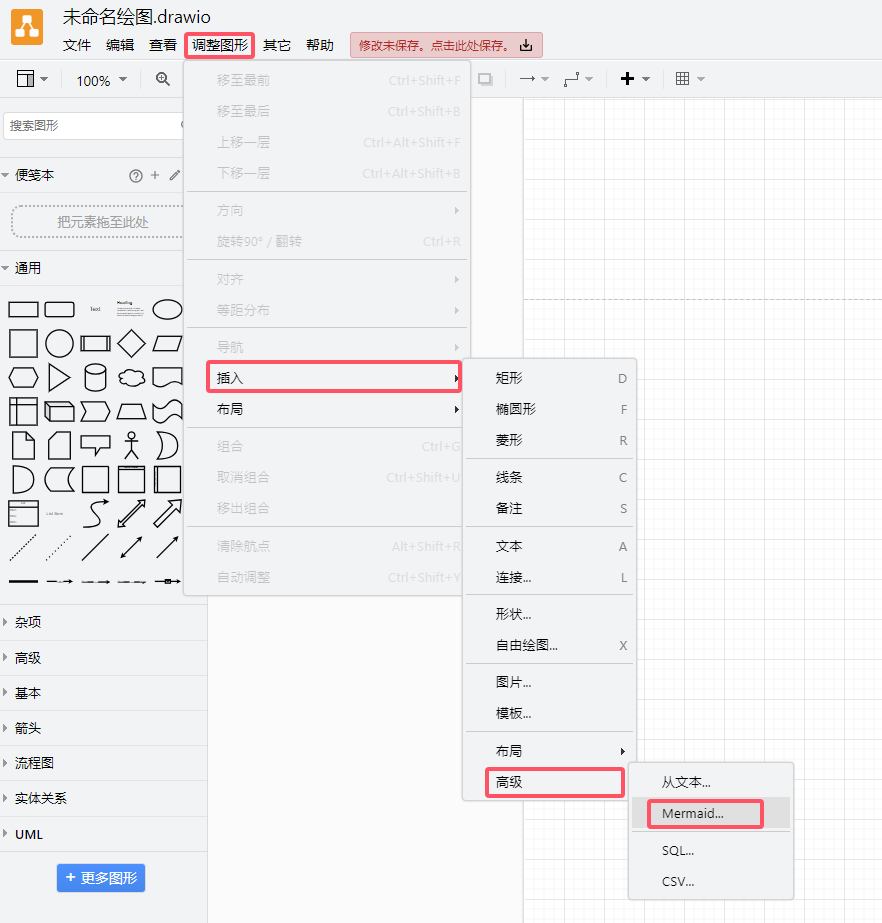 未命名绘图.drawio
文件 编辑 查看 调整图形 其它 帮助 修改未保存。点击此处保存。
100%
搜索图形
便笺本
把元素拖至此处
通用
Text
Heading
List Item
杂项
高级
基本
箭头
流程图
实体关系
UML
+ 更多图形
移至最前 Ctrl+Shift+F
移至最后 Ctrl+Shift+B
上移一层 Ctrl+Alt+Shift+F
下移一层 Ctrl+Alt+Shift+B
方向
旋转90° / 翻转 Ctrl+R
对齐
等距分布
导航
插入
布局
组合 Ctrl+G
取消组合 Ctrl+Shift+U
移出组合
清除航点 Alt+Shift+R
自动调整 Ctrl+Shift+Y
矩形 D
椭圆形 F
菱形 R
线条 C
备注 S
文本 A
连接... L
形状...
自由绘图... X
图片...
模板...
布局
高级
从文本...
Mermaid...
SQL...
CSV...